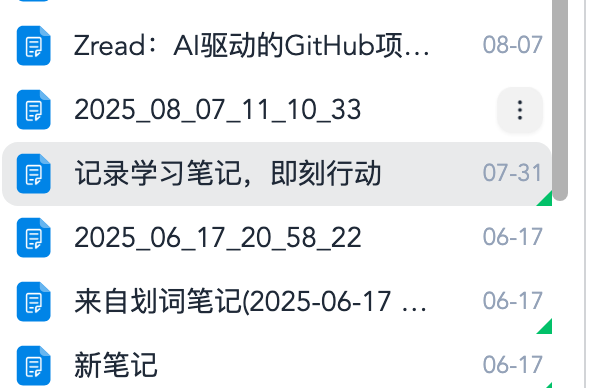 Zread：AI驱动的GitHub项… 08-07
2025_08_07_11_10_33
记录学习笔记，即刻行动 07-31
2025_06_17_20_58_22 06-17
来自划词笔记(2025-06-17 … 06-17
新笔记 06-17